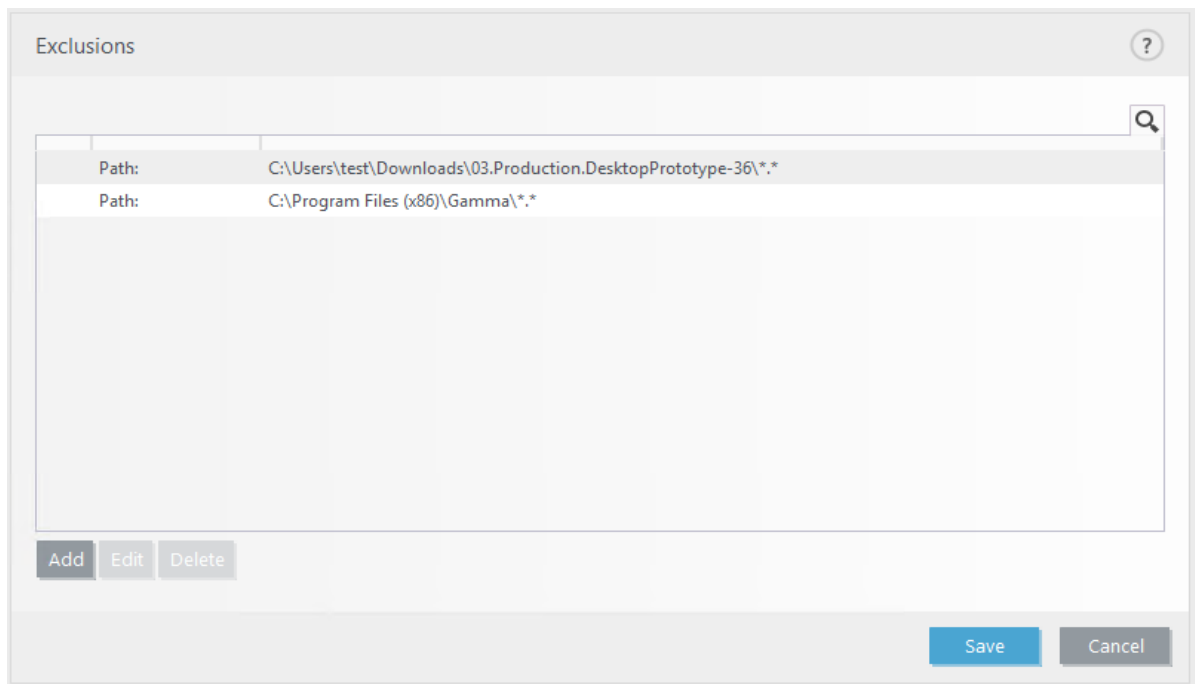 Exclusions
?
Path: C:\Users\test\Downloads\03.Production.DesktopPrototype-36\*.*
Path: C:\Program Files (x86)\Gamma\*.*
Add Edit Delete
Save Cancel